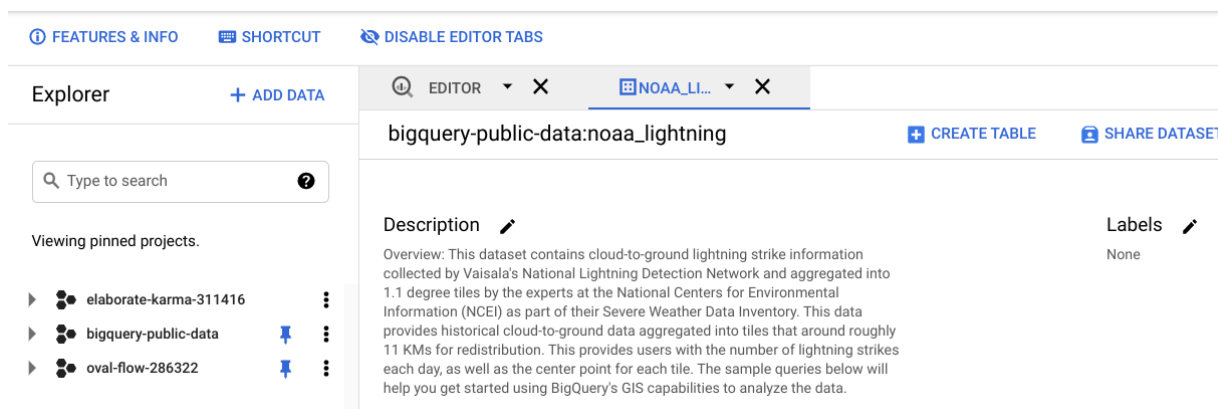 FEATURES & INFO
SHORTCUT
DISABLE EDITOR TABS
Explorer
+ ADD DATA
EDITOR
NOAA_LI...
bigquery-public-data:noaa_lightning
CREATE TABLE
SHARE DATASET
Type to search
Viewing pinned projects.
elaborate-karma-311416
bigquery-public-data
oval-flow-286322
Description
Overview: This dataset contains cloud-to-ground lightning strike information
collected by Vaisala's National Lightning Detection Network and aggregated into
1.1 degree tiles by the experts at the National Centers for Environmental
Information (NCEI) as part of their Severe Weather Data Inventory. This data
provides historical cloud-to-ground data aggregated into tiles that around roughly
11 KMs for redistribution. This provides users with the number of lightning strikes
each day, as well as the center point for each tile. The sample queries below will
help you get started using BigQuery's GIS capabilities to analyze the data.
Labels
None